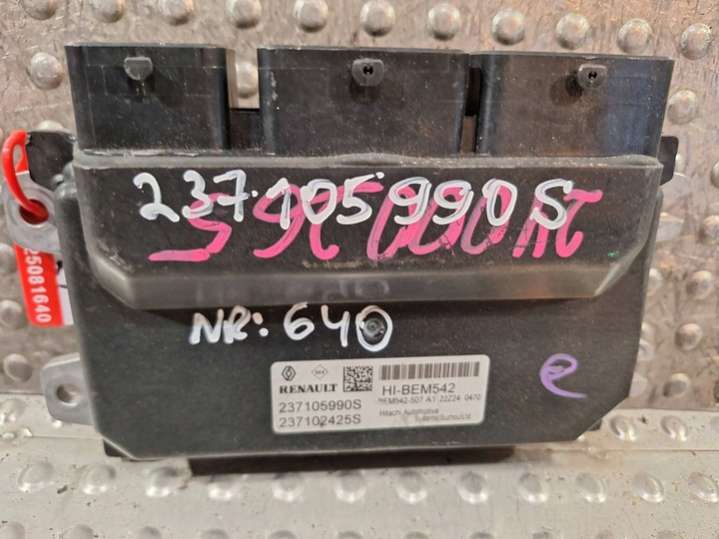 237105990S
NR: 640
25081640
RENAULT
HI-BEM542
237105990S
237102425S
Hitachi Automotive
e